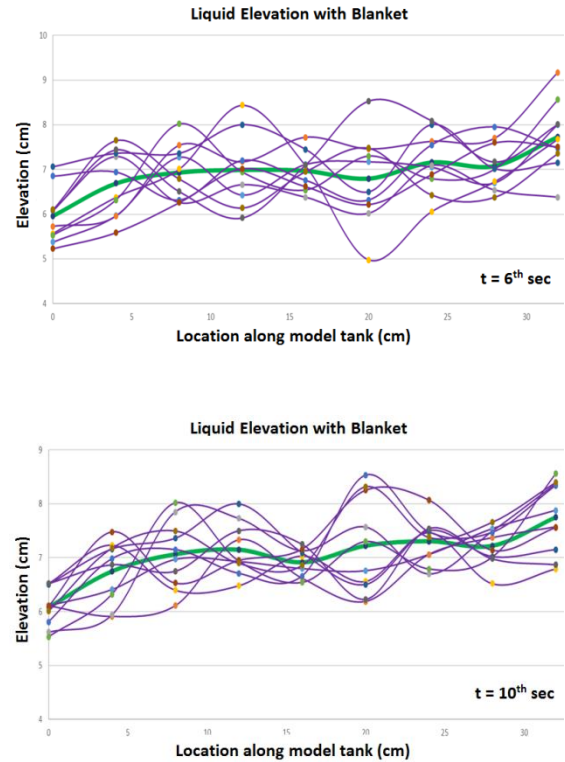 Liquid Elevation with Blanket
10
9
8
7
6
5
4
Elevation (cm)
t = 6th sec
0 5 10 15 20 25 30
Location along model tank (cm)
Liquid Elevation with Blanket
9
8
7
6
5
4
Elevation (cm)
t = 10th sec
0 5 10 15 20 25 30
Location along model tank (cm)